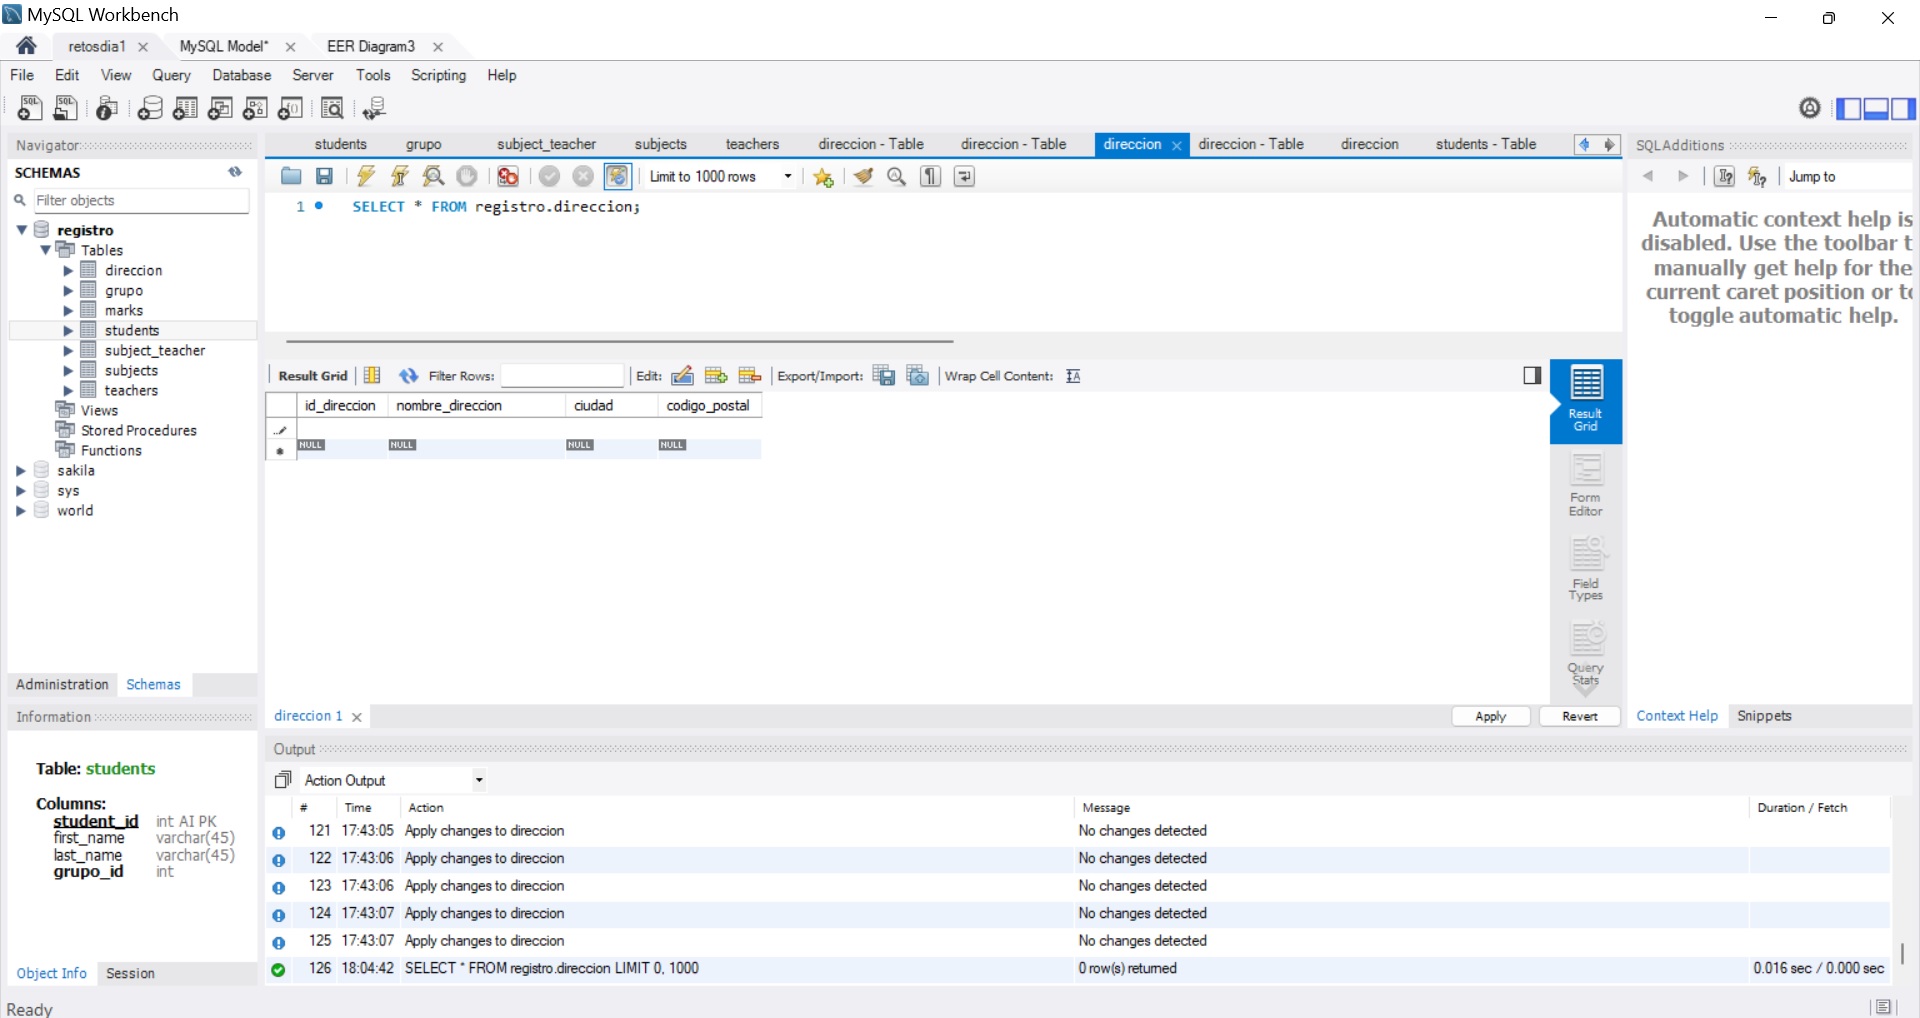 MySQL Workbench
retosdia1
MySQL Model*
EER Diagram3
File Edit View Query Database Server Tools Scripting Help
Navigator
students grupo subject_teacher subjects teachers direccion - Table direccion - Table direccion direccion - Table direccion students - Table
SQLAdditions
SCHEMAS
Limit to 1000 rows
Jump to
Filter objects
1 SELECT * FROM registro.direccion;
registro
Tables
direccion
grupo
marks
students
subject_teacher
subjects
teachers
Views
Stored Procedures
Functions
sakila
sys
world
Automatic context help is
disabled. Use the toolbar t
manually get help for the
current caret position or to
toggle automatic help.
Result Grid Filter Rows: Edit: Export/Import: Wrap Cell Content:
id_direccion nombre_direccion ciudad codigo_postal
NULL NULL NULL NULL
Result
Grid
Form
Editor
Field
Types
Query
Stats
Administration Schemas
direccion 1
Apply Revert
Context Help Snippets
Information
Table: students
Columns:
student_id int AI PK
first_name varchar(45)
last_name varchar(45)
grupo_id int
Object Info Session
Output
Action Output
# Time Action Message Duration / Fetch
121 17:43:05 Apply changes to direccion No changes detected
122 17:43:06 Apply changes to direccion No changes detected
123 17:43:06 Apply changes to direccion No changes detected
124 17:43:07 Apply changes to direccion No changes detected
125 17:43:07 Apply changes to direccion No changes detected
126 18:04:42 SELECT * FROM registro.direccion LIMIT 0, 1000 0 row(s) returned 0.016 sec / 0.000 sec
Ready